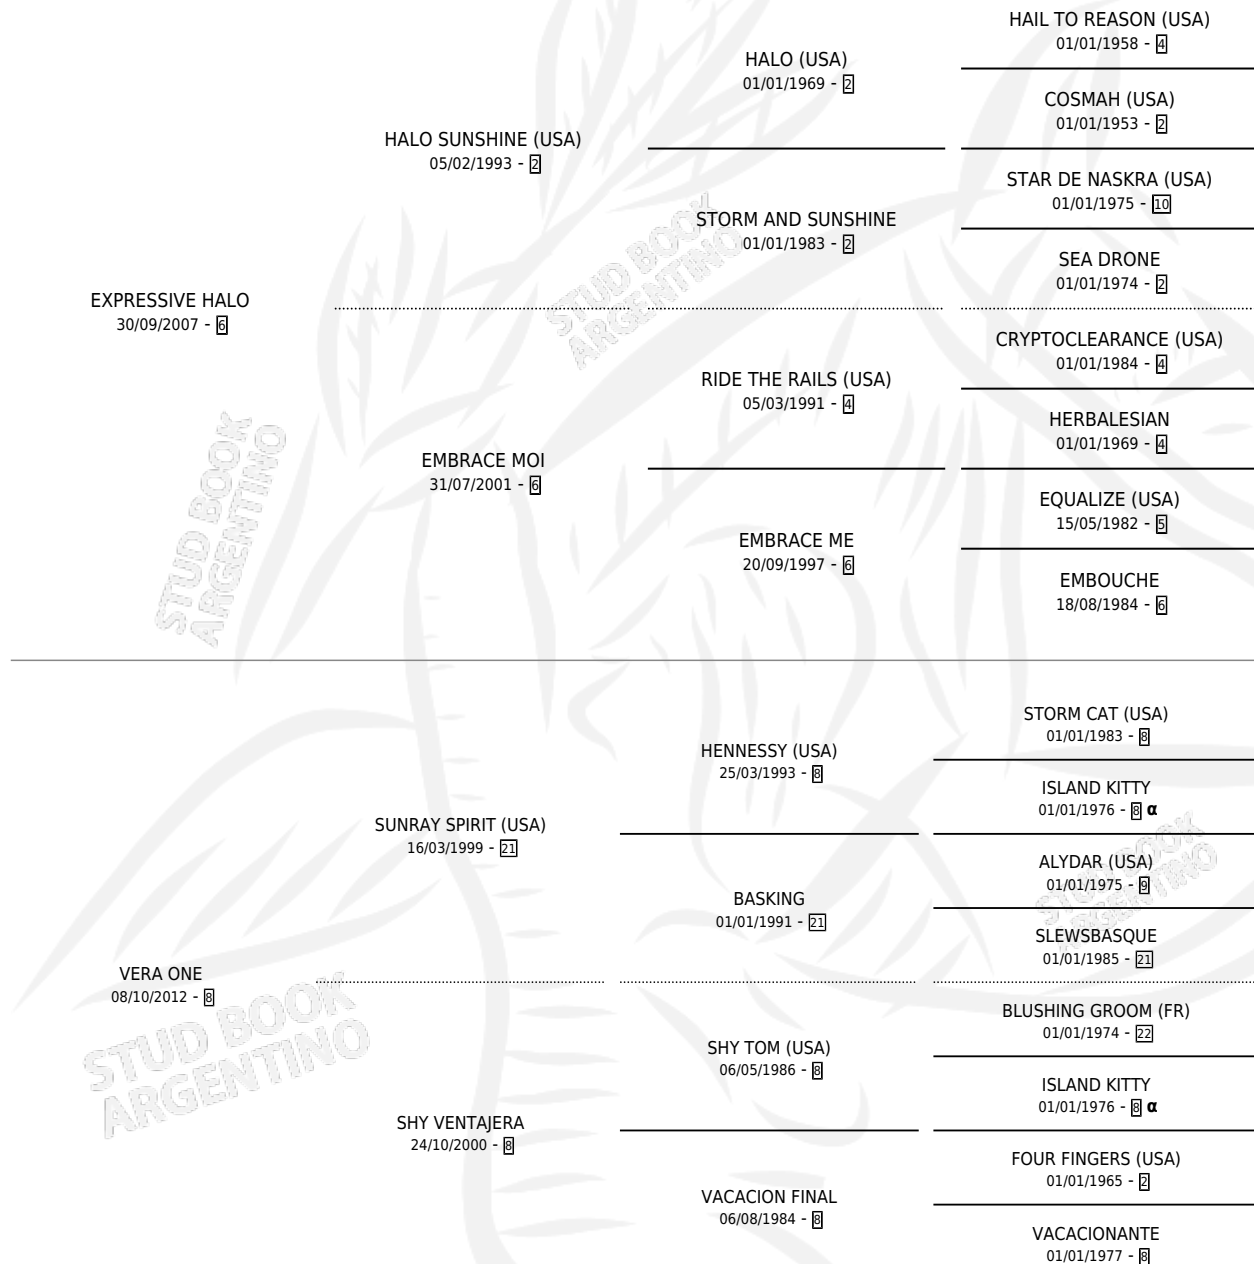 HAIL TO REASON (USA)
01/01/1958 - 4
HALO (USA)
01/01/1969 - 2
COSMAH (USA)
01/01/1953 - 2
HALO SUNSHINE (USA)
05/02/1993 - 2
STAR DE NASKRA (USA)
01/01/1975 - 10
STORM AND SUNSHINE
01/01/1983 - 2
SEA DRONE
01/01/1974 - 2
EXPRESSIVE HALO
30/09/2007 - 6
CRYPTOCLEARANCE (USA)
01/01/1984 - 4
RIDE THE RAILS (USA)
05/03/1991 - 4
HERBALESIAN
01/01/1969 - 4
EMBRACE MOI
31/07/2001 - 6
EQUALIZE (USA)
15/05/1982 - 5
EMBRACE ME
20/09/1997 - 6
EMBOUCHE
18/08/1984 - 6
STORM CAT (USA)
01/01/1983 - 8
HENNESSY (USA)
25/03/1993 - 8
ISLAND KITTY
01/01/1976 - 8 α
SUNRAY SPIRIT (USA)
16/03/1999 - 21
ALYDAR (USA)
01/01/1975 - 9
BASKING
01/01/1991 - 21
SLEWSBASQUE
01/01/1985 - 21
VERA ONE
08/10/2012 - 8
BLUSHING GROOM (FR)
01/01/1974 - 22
SHY TOM (USA)
06/05/1986 - 8
ISLAND KITTY
01/01/1976 - 8 α
SHY VENTAJERA
24/10/2000 - 8
FOUR FINGERS (USA)
01/01/1965 - 2
VACACION FINAL
06/08/1984 - 8
VACACIONANTE
01/01/1977 - 8
STUD BOOK
ARGENTINO
STUD BOOK
ARGENTINO
STUD BOOK
ARGENTINO
STUD BOOK
ARGENTINO